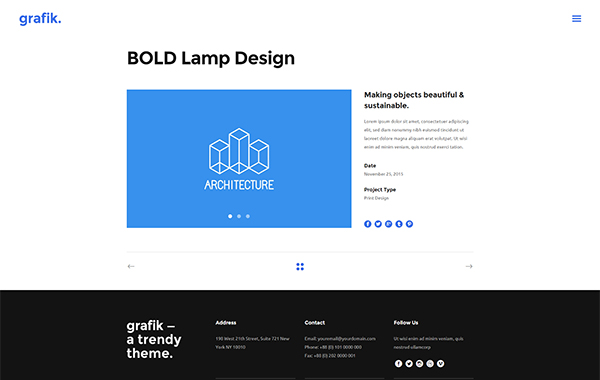 grafik.
BOLD Lamp Design
ARCHITECTURE
Making objects beautiful &
sustainable.
Lorem ipsum dolor sit amet, consectetuer adipiscing
elit, sed diam nonummy nibh euismod tincidunt ut
laoreet dolore magna aliquam erat volutpat. Ut wisi
enim ad minim veniam, quis nostrud exerci tation.
Date
November 25, 2015
Project Type
Print Design
grafik –
a trendy
theme.
Address
198 West 21th Street, Suite 721 New
York NY 10010
Contact
Email: youremail@yourdomain.com
Phone: +88 (0) 101 0000 000
Fax: +88 (0) 202 0000 001
Follow Us
Ut wisi enim ad minim veniam, quis
nostrud ullamcorp